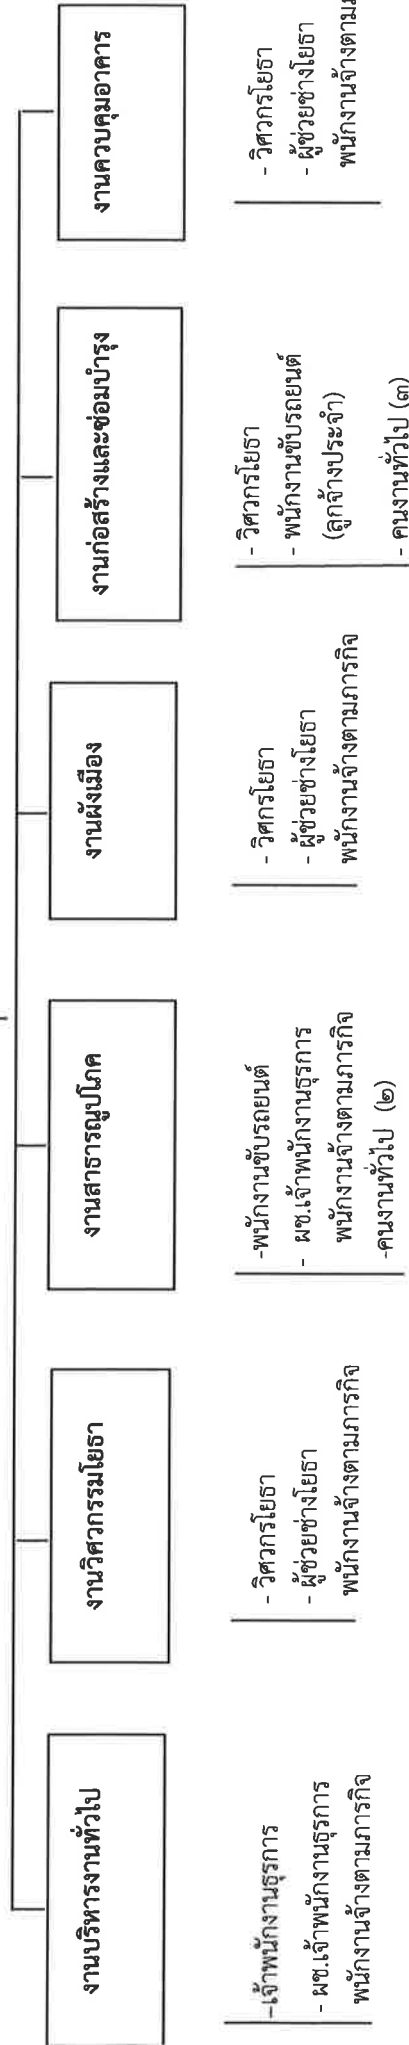 งานบริหารงานทั่วไป
-เจ้าพนักงานธุรการ
- ผช.เจ้าพนักงานธุรการ
พนักงานจ้างตามภารกิจ
งานวิศวกรรมโยธา
- วิศวกรโยธา
- ผู้ช่วยช่างโยธา
พนักงานจ้างตามภารกิจ
งานสาธารณูปโภค
-พนักงานขับรถยนต์
- ผช.เจ้าพนักงานธุรการ
พนักงานจ้างตามภารกิจ
-คนงานทั่วไป (๒)
งานผังเมือง
- วิศกรโยธา
- ผู้ช่วยช่างโยธา
พนักงานจ้างตามภารกิจ
งานก่อสร้างและซ่อมบำรุง
- วิศวกรโยธา
- พนักงานขับรถยนต์
(ลูกจ้างประจำ)
- คนงานทั่วไป (๓)
งานควบคุมอาคาร
- วิศวกรโยธา
- ผู้ช่วยช่างโยธา
พนักงานจ้างตาม